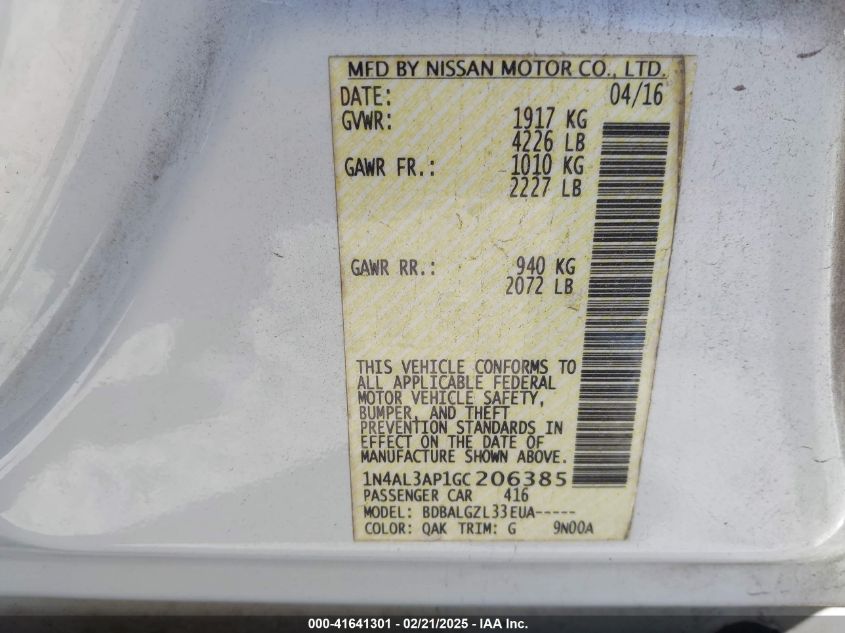 MFD BY NISSAN MOTOR CO., LTD.
DATE: 04/16
GVWR: 1917 KG
4226 LB
GAWR FR.: 1010 KG
2227 LB
GAWR RR.: 940 KG
2072 LB
THIS VEHICLE CONFORMS TO
ALL APPLICABLE FEDERAL
MOTOR VEHICLE SAFETY,
BUMPER, AND THEFT
PREVENTION STANDARDS IN
EFFECT ON THE DATE OF
MANUFACTURE SHOWN ABOVE.
1N4AL3AP1GC206385
PASSENGER CAR 416
MODEL: BDBALGZL33EUA-----
COLOR: QAK TRIM: G 9N00A
000-41641301 / 02/21/2025 - IAA Inc.